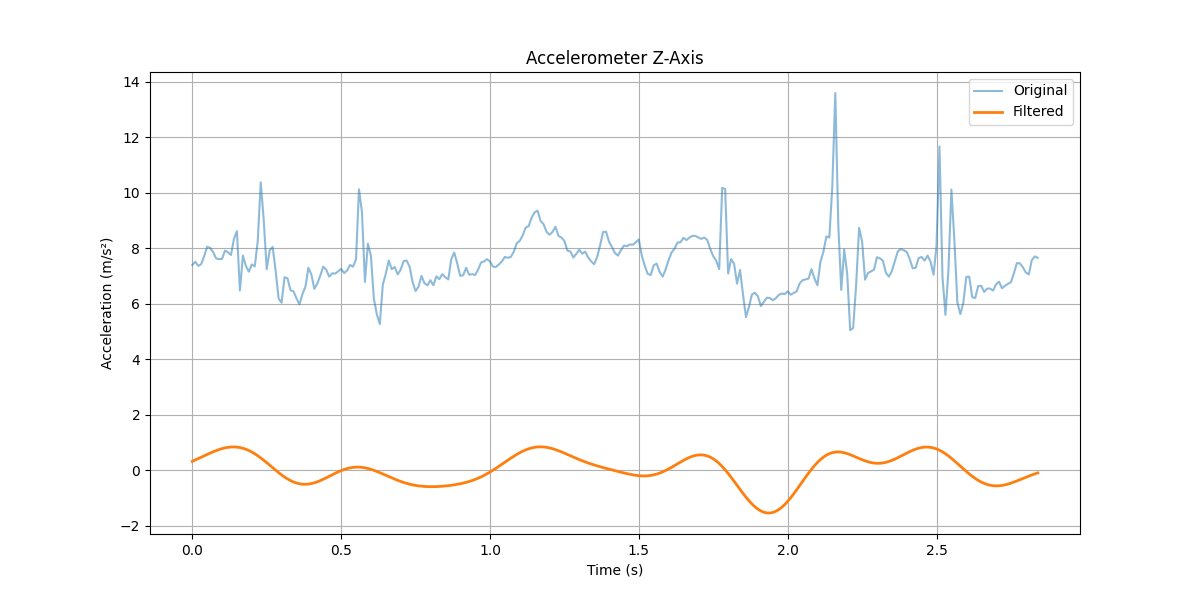 Accelerometer Z-Axis
Original
Filtered
Acceleration (m/s²)
14
12
10
8
6
4
2
0
−2
0.0 0.5 1.0 1.5 2.0 2.5
Time (s)